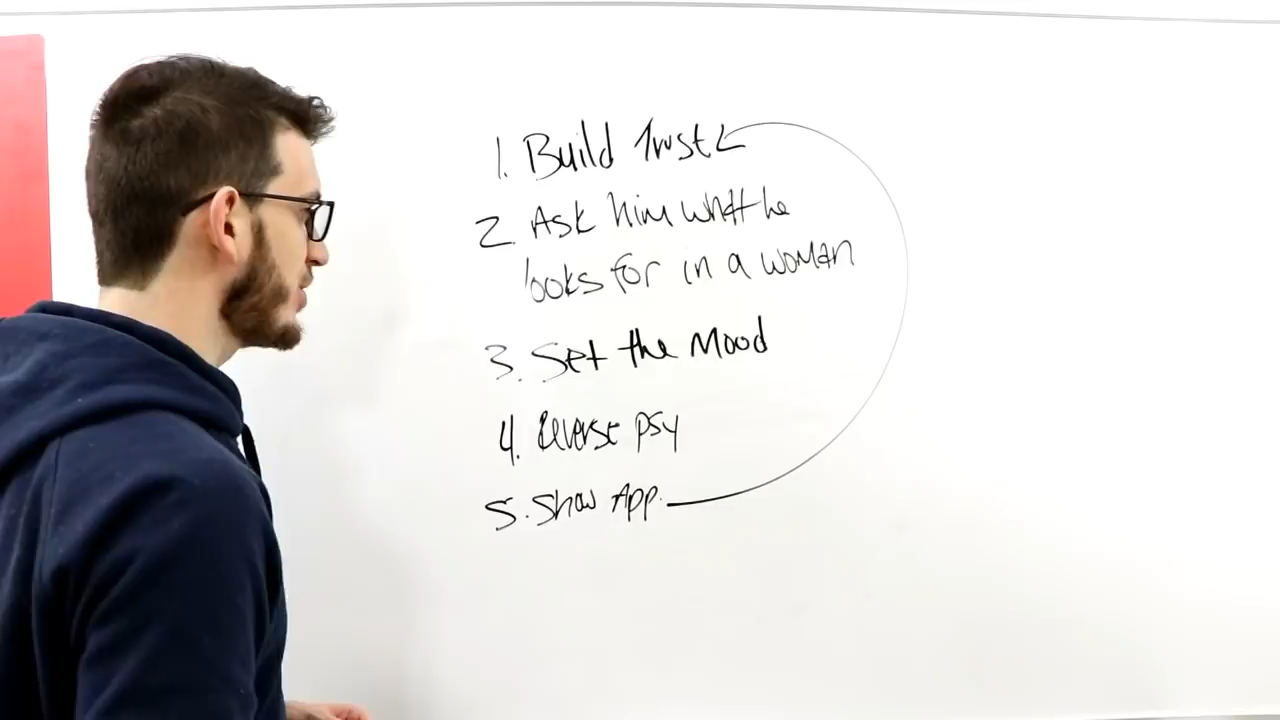 1. Build Trust
2. Ask him what he
looks for in a woman
3. Set the Mood
4. Reverse psy
5. Show App.